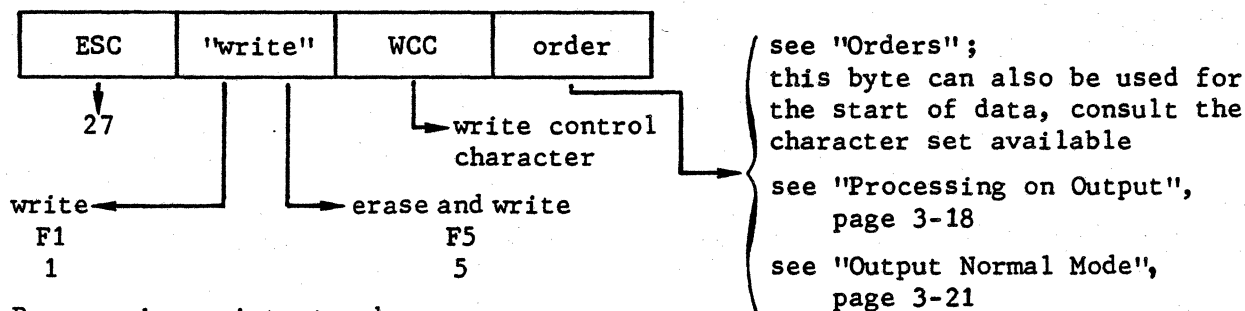 ESC "write" WCC order
27
write control
character
write erase and write
F1 F5
1 5
see "Orders";
this byte can also be used for
the start of data, consult the
character set available
see "Processing on Output",
page 3-18
see "Output Normal Mode",
page 3-21